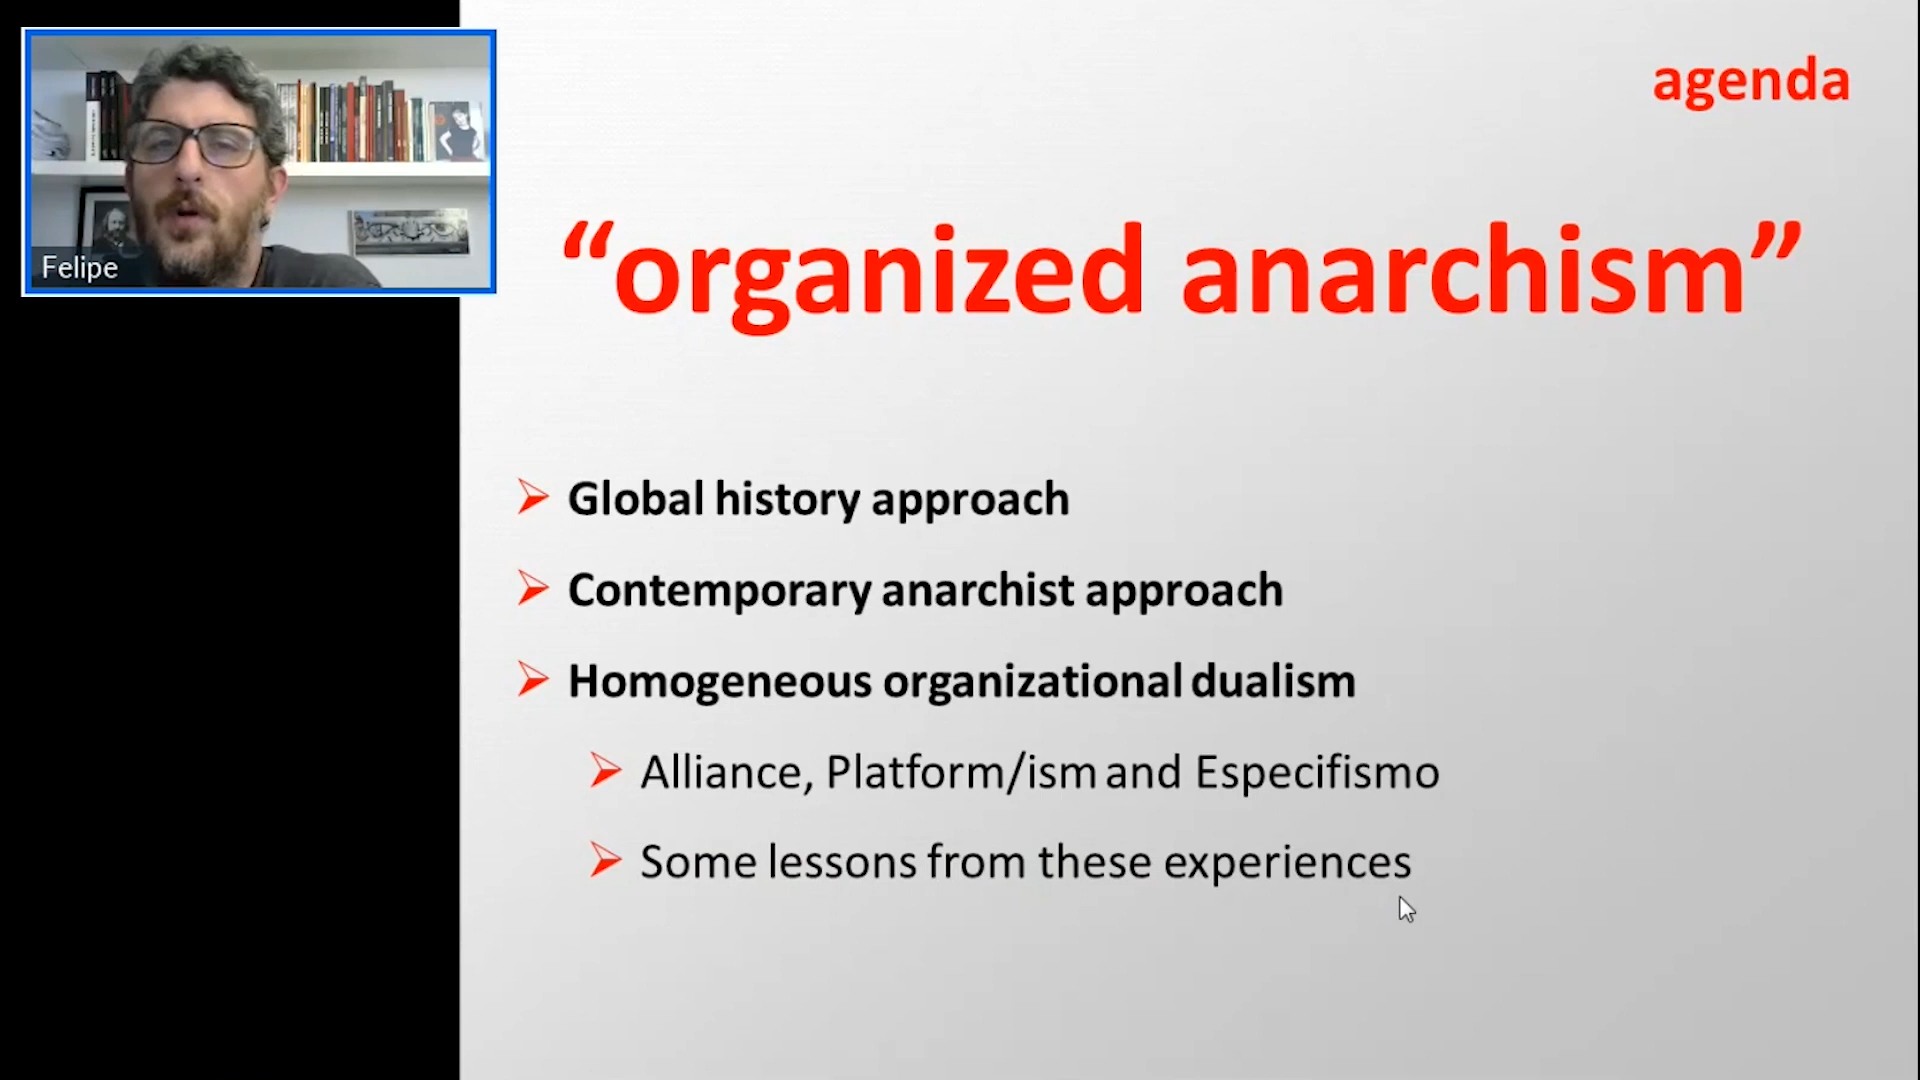 Felipe
agenda
“organized anarchism”
Global history approach
Contemporary anarchist approach
Homogeneous organizational dualism
Alliance, Platform/ism and Especifismo
Some lessons from these experiences